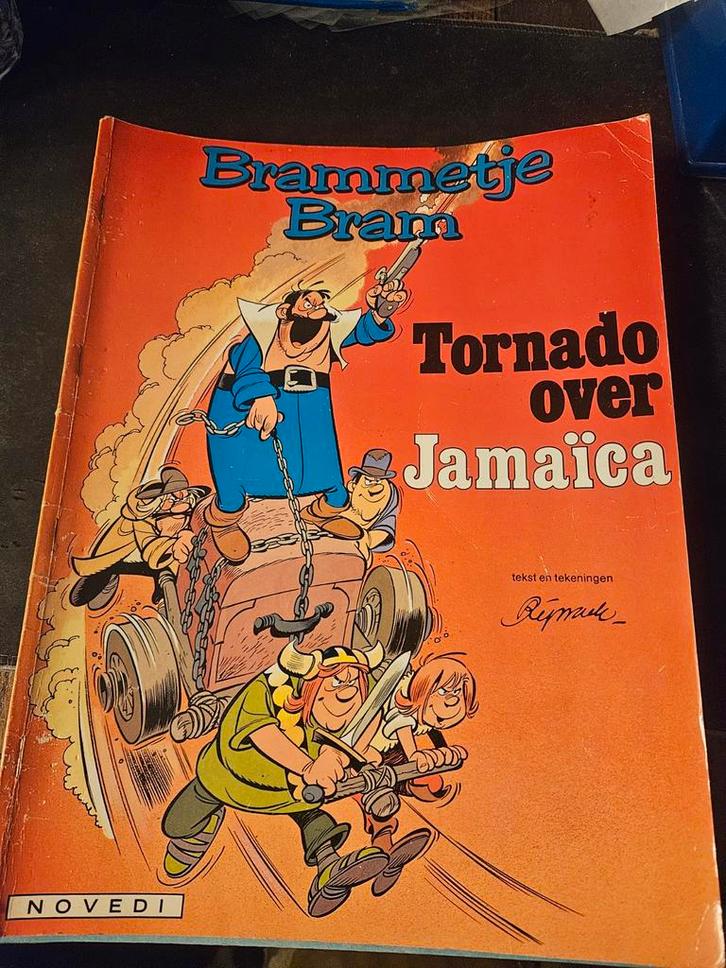 Brammetje
Bram
Tornado
over
Jamaïca
tekst en tekeningen
NOVEDI